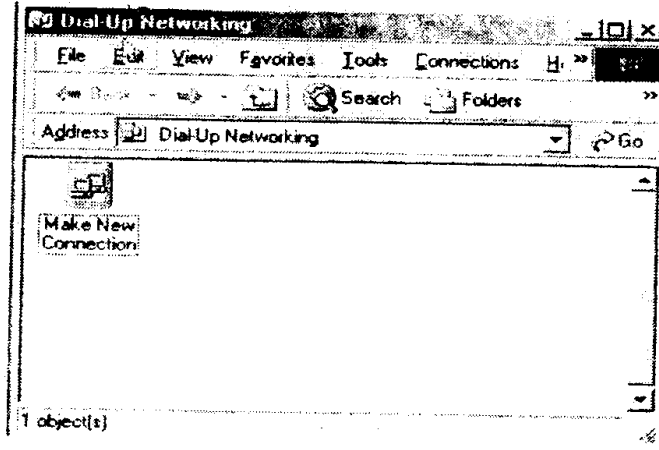 Dial-Up Networking
File Edit View Favorites Tools Connections H
Search Folders
Address Dial-Up Networking Go
Make New
Connection
1 object(s)